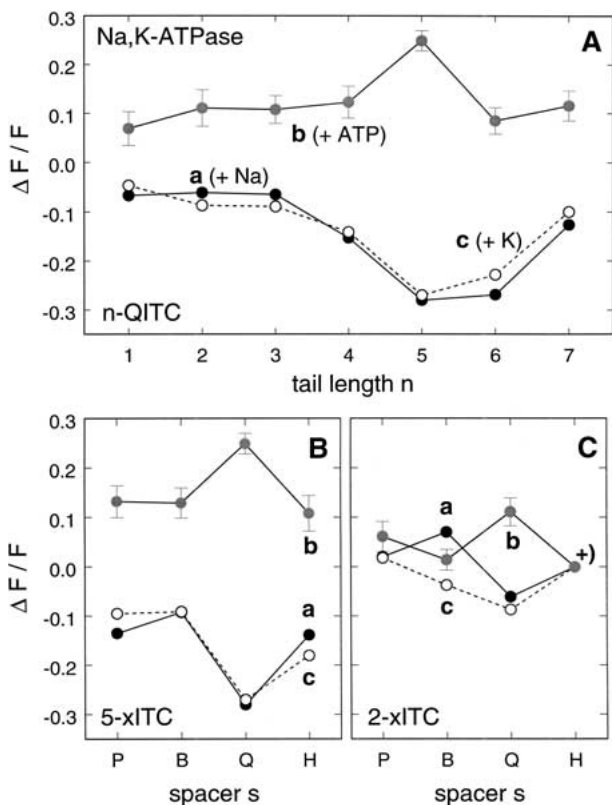 Na,K-ATPase
A
0.3
0.2
0.1
0.0
-0.1
-0.2
-0.3
Δ F / F
b (+ ATP)
a (+ Na)
c (+ K)
n-QITC
1 2 3 4 5 6 7
tail length n
B
0.3
0.2
0.1
0.0
-0.1
-0.2
-0.3
Δ F / F
b
a
c
5-xITC
P B Q H
spacer s
C
a
b
+)
c
2-xITC
P B Q H
spacer s